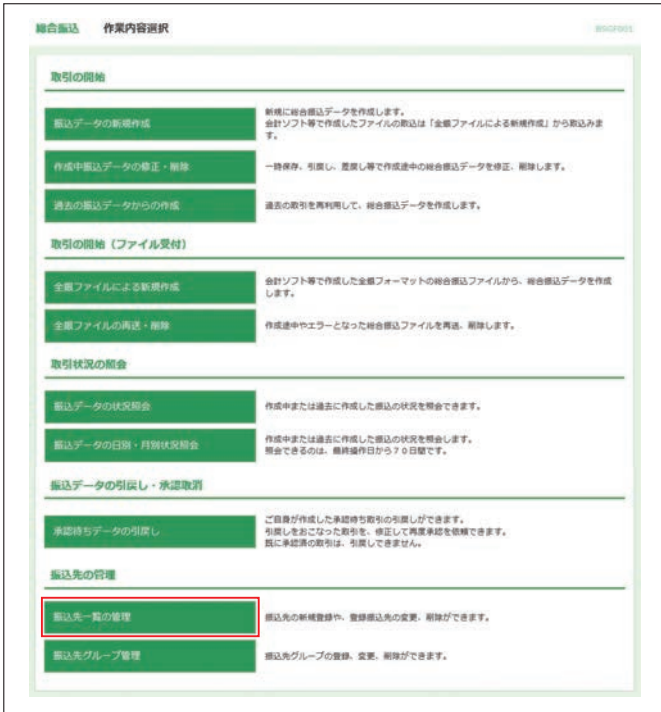 総合振込 作業内容選択 BSGF001
取引の開始
振込データの新規作成
新規に総合振込データを作成します。
会計ソフト等で作成したファイルの取込は「全銀ファイルによる新規作成」から取込みま
す。
作成中振込データの修正・削除
一時保存、引戻し、差戻し等で作成途中の総合振込データを修正、削除します。
過去の振込データからの作成
過去の取引を再利用して、総合振込データを作成します。
取引の開始（ファイル受付）
全銀ファイルによる新規作成
会計ソフト等で作成した全銀フォーマットの総合振込ファイルから、総合振込データを作成
します。
全銀ファイルの再送・削除
作成途中やエラーとなった総合振込ファイルを再送、削除します。
取引状況の照会
振込データの状況照会
作成中または過去に作成した振込の状況を照会できます。
振込データの日別・月別状況照会
作成中または過去に作成した振込の状況を照会します。
照会できるのは、最終操作日から７０日間です。
振込データの引戻し・承認取消
承認待ちデータの引戻し
ご自身が作成した承認待ち取引の引戻しができます。
引戻しをおこなった取引を、修正して再度承認を依頼できます。
既に承認済の取引は、引戻しできません。
振込先の管理
振込先一覧の管理
振込先の新規登録や、登録振込先の変更、削除ができます。
振込先グループ管理
振込先グループの登録、変更、削除ができます。